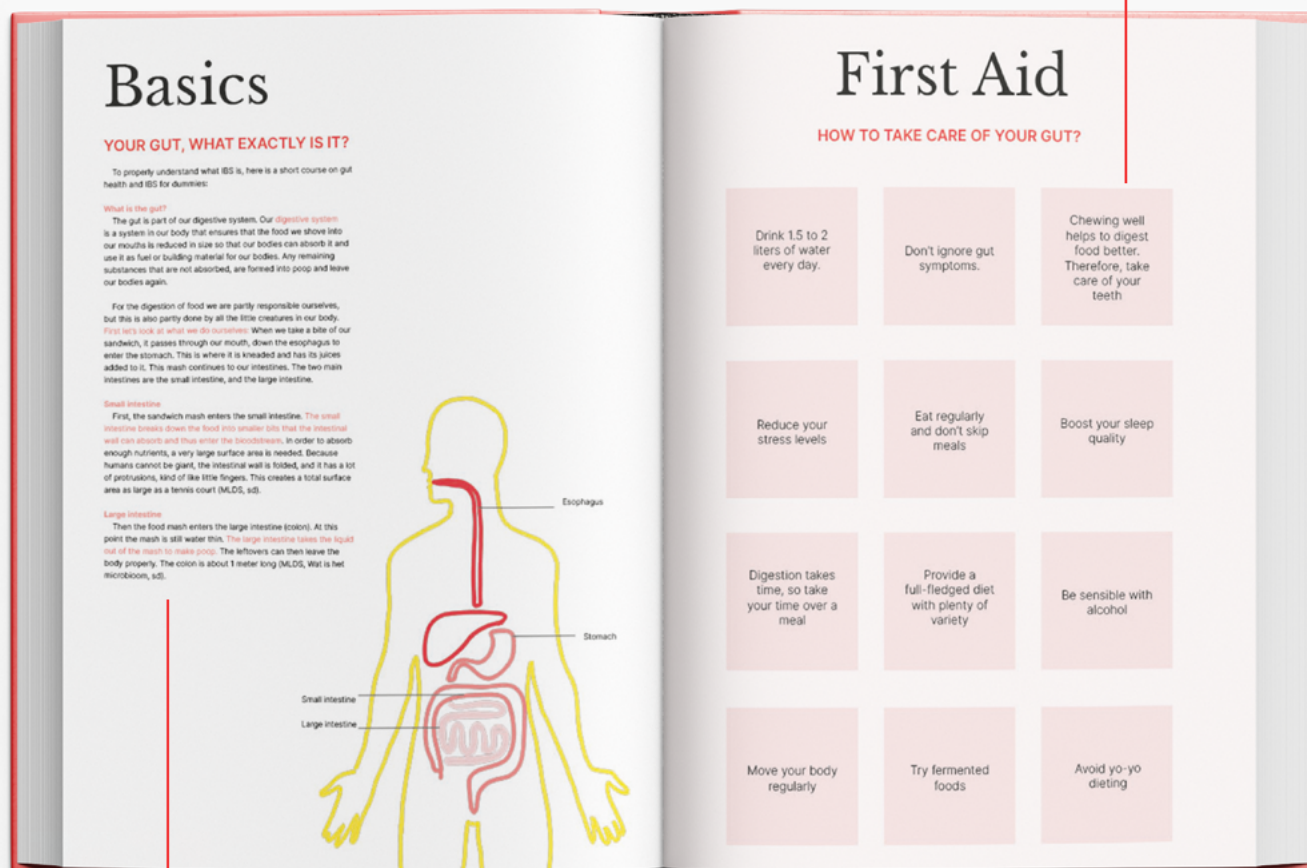 Basics
YOUR GUT, WHAT EXACTLY IS IT?
To properly understand what IBS is, here is a short course on gut
health and IBS for dummies:
What is the gut?
The gut is part of our digestive system. Our digestive system
is a system in our body that ensures that the food we shove into
our mouths is reduced in size so that our bodies can absorb it and
use it as fuel or building material for our bodies. Any remaining
substances that are not absorbed, are formed into poop and leave
our bodies again.
For the digestion of food we are partly responsible ourselves,
but this is also partly done by all the little creatures in our body.
First let's look at what we do ourselves: When we take a bite of our
sandwich, it passes through our mouth, down the esophagus to
enter the stomach. This is where it is kneaded and has its juices
added to it. This mash continues to our intestines. The two main
intestines are the small intestine, and the large intestine.
Small intestine
First, the sandwich mash enters the small intestine. The small
intestine breaks down the food into smaller bits that the intestinal
wall can absorb and thus enter the bloodstream. In order to absorb
enough nutrients, a very large surface area is needed. Because
humans cannot be giant, the intestinal wall is folded, and it has a lot
of protrusions, kind of like little fingers. This creates a total surface
area as large as a tennis court (MLDS, sd).
Large intestine
Then the food mash enters the large intestine (colon). At this
point the mash is still water thin. The large intestine takes the liquid
out of the mash to make poop. The leftovers can then leave the
body properly. The colon is about 1 meter long (MLDS, Wat is het
microbioom, sd).
Esophagus
Stomach
Small intestine
Large intestine
First Aid
HOW TO TAKE CARE OF YOUR GUT?
Drink 1.5 to 2
liters of water
every day.
Don't ignore gut
symptoms.
Chewing well
helps to digest
food better.
Therefore, take
care of your
teeth
Reduce your
stress levels
Eat regularly
and don't skip
meals
Boost your sleep
quality
Digestion takes
time, so take
your time over a
meal
Provide a
full-fledged diet
with plenty of
variety
Be sensible with
alcohol
Move your body
regularly
Try fermented
foods
Avoid yo-yo
dieting